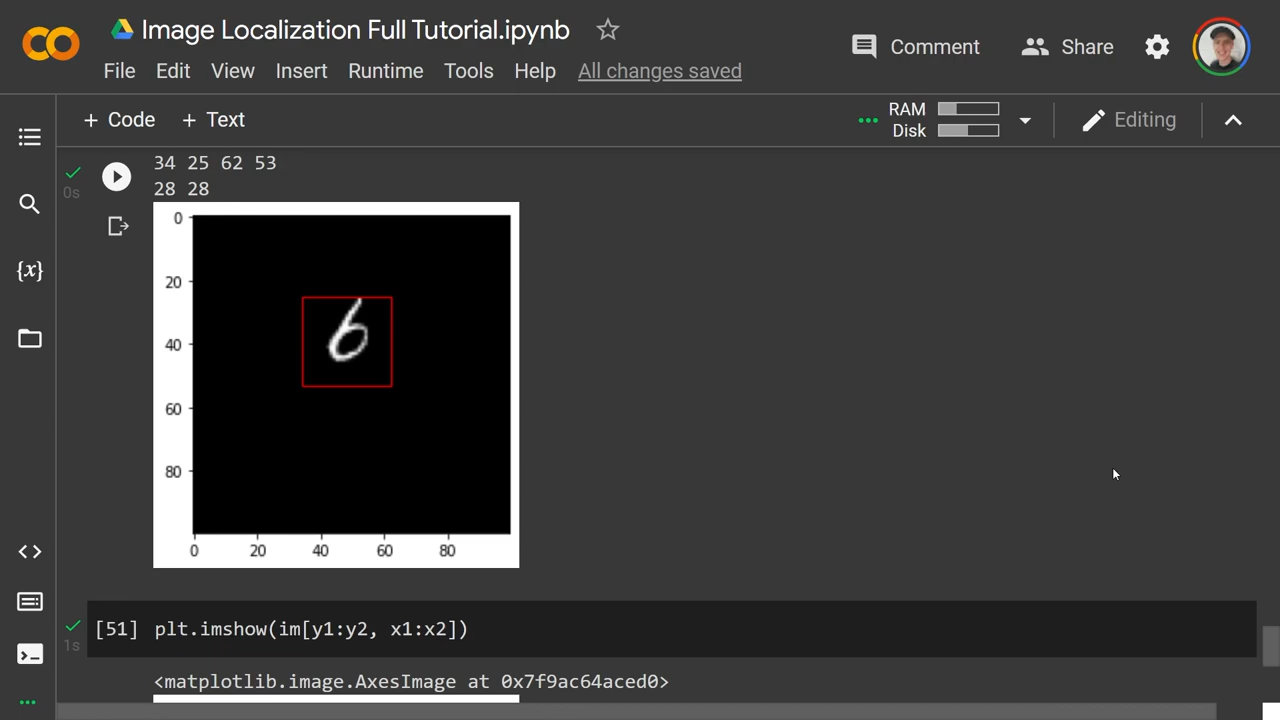 Image Localization Full Tutorial.ipynb
Comment
Share
File Edit View Insert Runtime Tools Help All changes saved
+ Code + Text
RAM
Disk
Editing
34 25 62 53
0s
28 28
{x}
0
20
40
60
80
6
0 20 40 60 80
[51] plt.imshow(im[y1:y2, x1:x2])
1s
<matplotlib.image.AxesImage at 0x7f9ac64aced0>